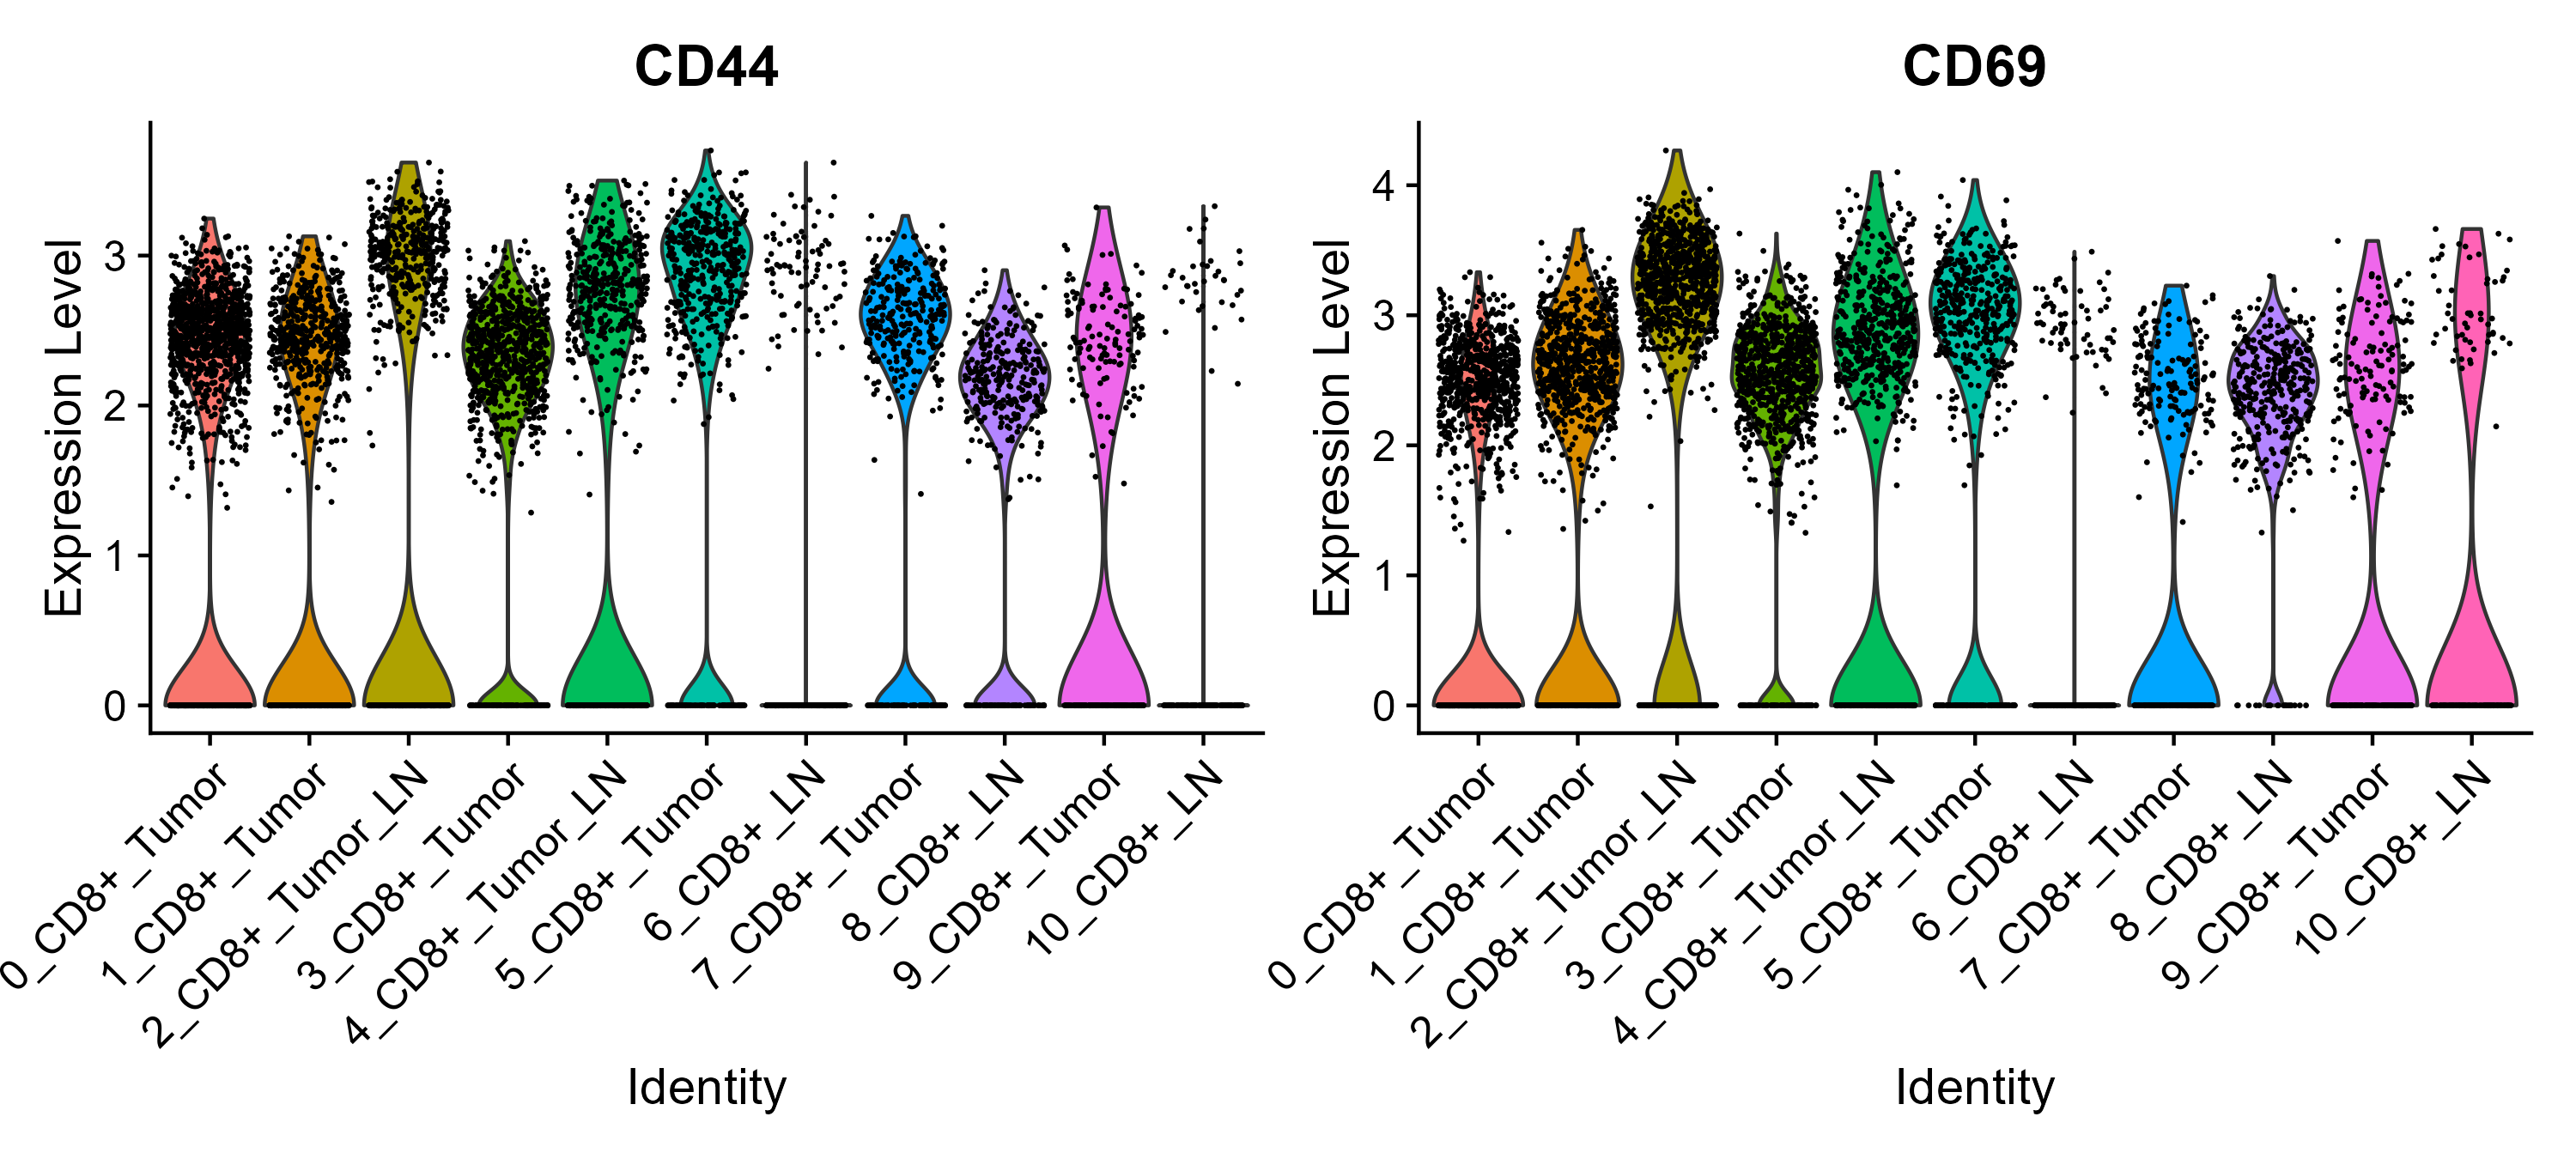 CD44
Expression Level
3
2
1
0
0_CD8+_Tumor
1_CD8+_Tumor
2_CD8+_Tumor_LN
3_CD8+_Tumor
4_CD8+_Tumor_LN
5_CD8+_Tumor
6_CD8+_LN
7_CD8+_Tumor
8_CD8+_LN
9_CD8+_Tumor
10_CD8+_LN
Identity
CD69
Expression Level
4
3
2
1
0
0_CD8+_Tumor
1_CD8+_Tumor
2_CD8+_Tumor_LN
3_CD8+_Tumor
4_CD8+_Tumor_LN
5_CD8+_Tumor
6_CD8+_LN
7_CD8+_Tumor
8_CD8+_LN
9_CD8+_Tumor
10_CD8+_LN
Identity